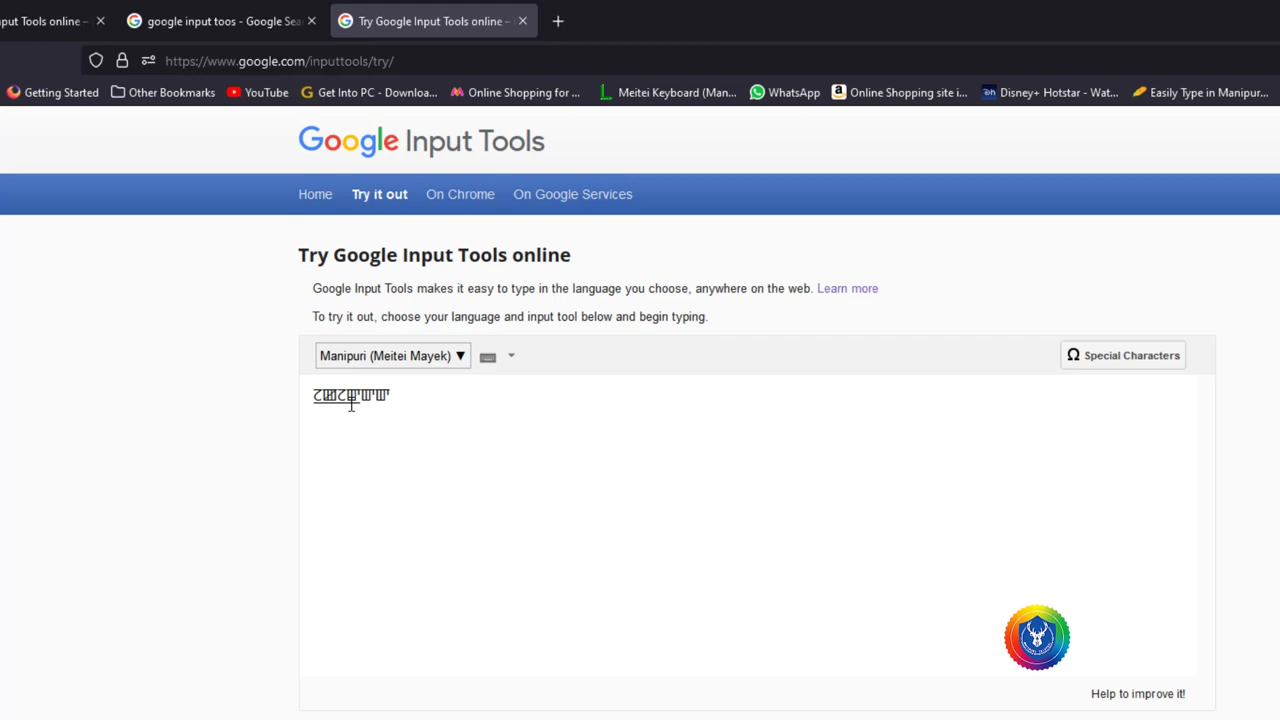 nput Tools online –
google input toos - Google Sea
Try Google Input Tools online –
https://www.google.com/inputtools/try/
Getting Started
Other Bookmarks
YouTube
Get Into PC - Downloa...
Online Shopping for ...
Meitei Keyboard (Man...
WhatsApp
Online Shopping site i...
Disney+ Hotstar - Wat...
Easily Type in Manipur...
Google Input Tools
Home
Try it out
On Chrome
On Google Services
Try Google Input Tools online
Google Input Tools makes it easy to type in the language you choose, anywhere on the web. Learn more
To try it out, choose your language and input tool below and begin typing.
Manipuri (Meitei Mayek) ▼
Ω Special Characters
Help to improve it!